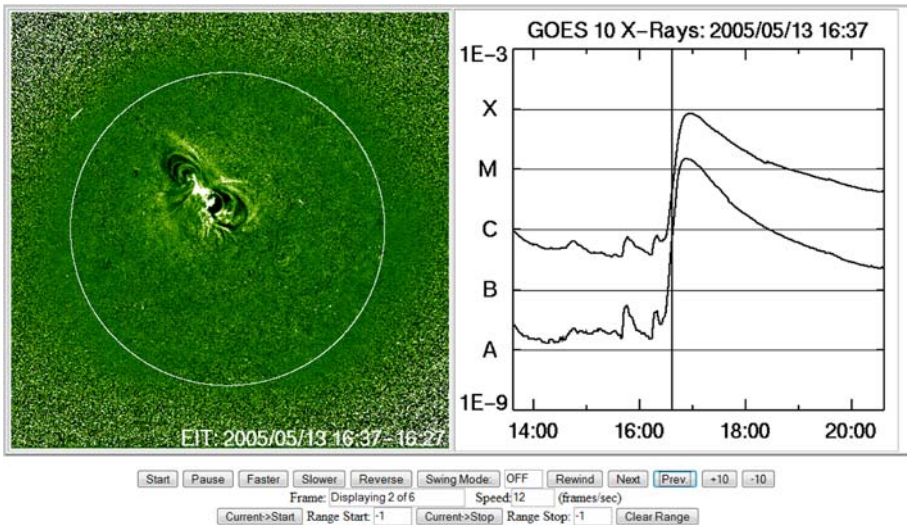 GOES 10 X-Rays: 2005/05/13 16:37
1E-3
X
M
C
B
A
1E-9
14:00 16:00 18:00 20:00
EIT: 2005/05/13 16:37-16:27
Start Pause Faster Slower Reverse Swing Mode: OFF Rewind Next Prev. +10 -10
Frame: Displaying 2 of 6 Speed: 12 (frames/sec)
Current->Start Range Start: -1 Current->Stop Range Stop: -1 Clear Range